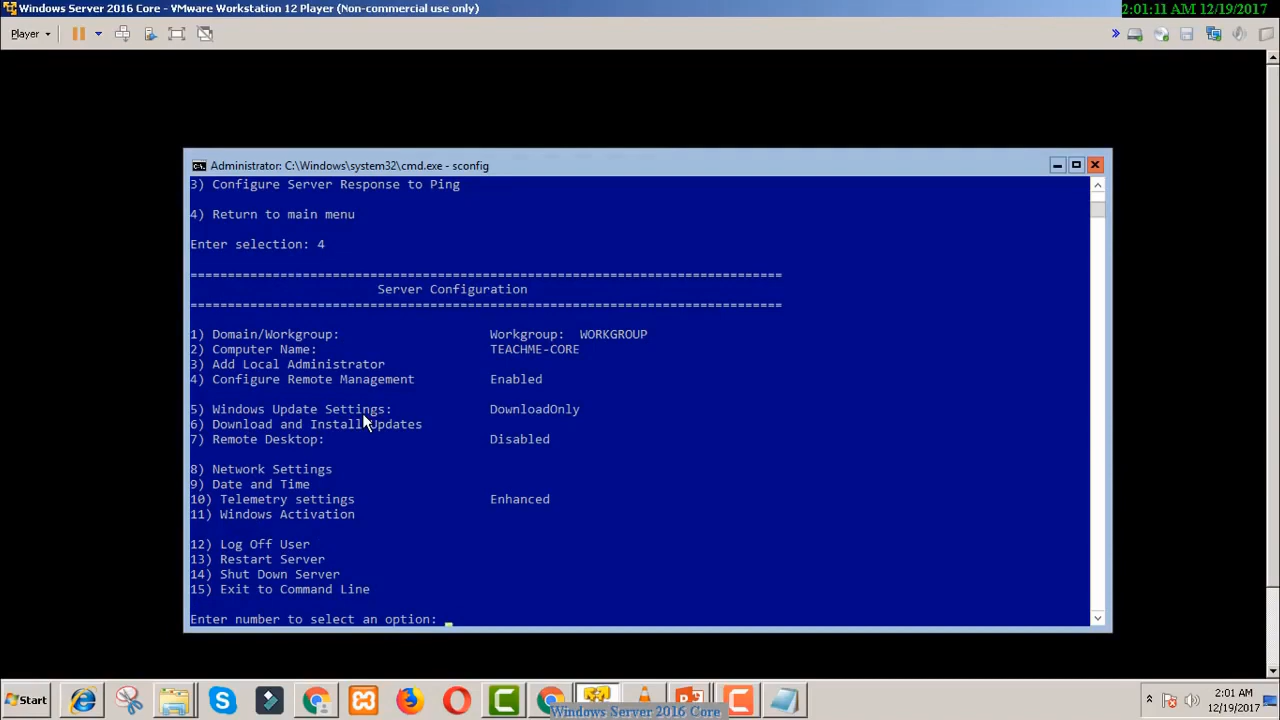 Windows Server 2016 Core - VMware Workstation 12 Player (Non-commercial use only)
2:01:11 AM 12/19/2017
Player
Administrator: C:\Windows\system32\cmd.exe - sconfig
3) Configure Server Response to Ping
4) Return to main menu
Enter selection: 4
===============================================================================
Server Configuration
===============================================================================
1) Domain/Workgroup: Workgroup: WORKGROUP
2) Computer Name: TEACHME-CORE
3) Add Local Administrator
4) Configure Remote Management Enabled
5) Windows Update Settings: DownloadOnly
6) Download and Install Updates
7) Remote Desktop: Disabled
8) Network Settings
9) Date and Time
10) Telemetry settings Enhanced
11) Windows Activation
12) Log Off User
13) Restart Server
14) Shut Down Server
15) Exit to Command Line
Enter number to select an option:
Start
2:01 AM
12/19/2017
Windows Server 2016 Core